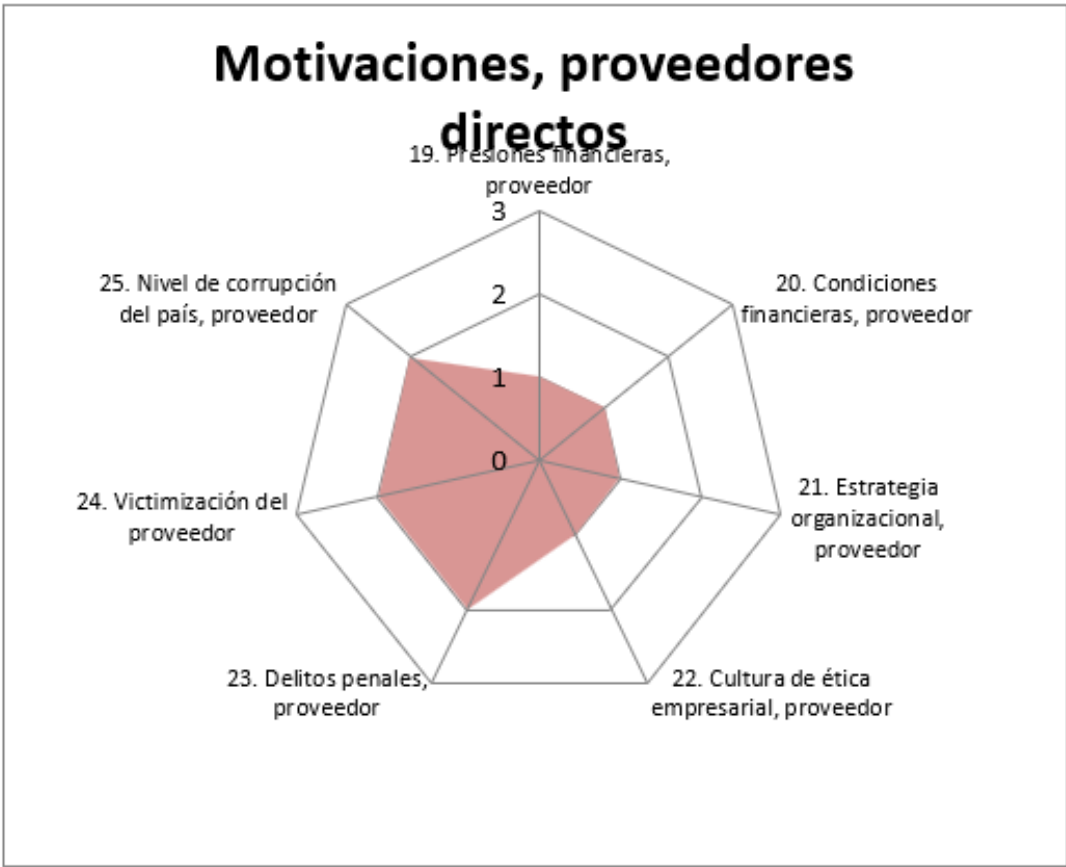 Motivaciones, proveedores
directos
19. Presiones financieras,
proveedor
3
25. Nivel de corrupción
del país, proveedor
20. Condiciones
financieras, proveedor
2
1
0
24. Victimización del
proveedor
21. Estrategia
organizacional,
proveedor
23. Delitos penales,
proveedor
22. Cultura de ética
empresarial, proveedor